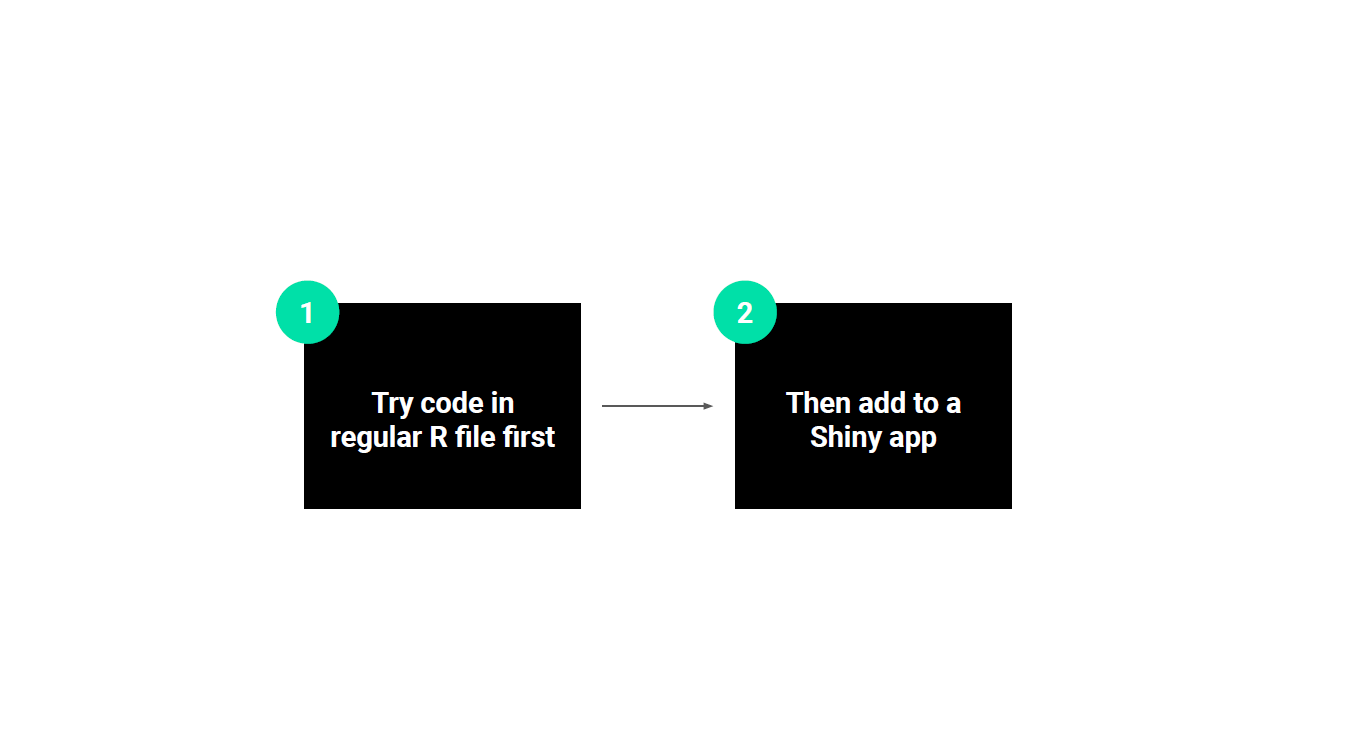 1
Try code in
regular R file first
2
Then add to a
Shiny app